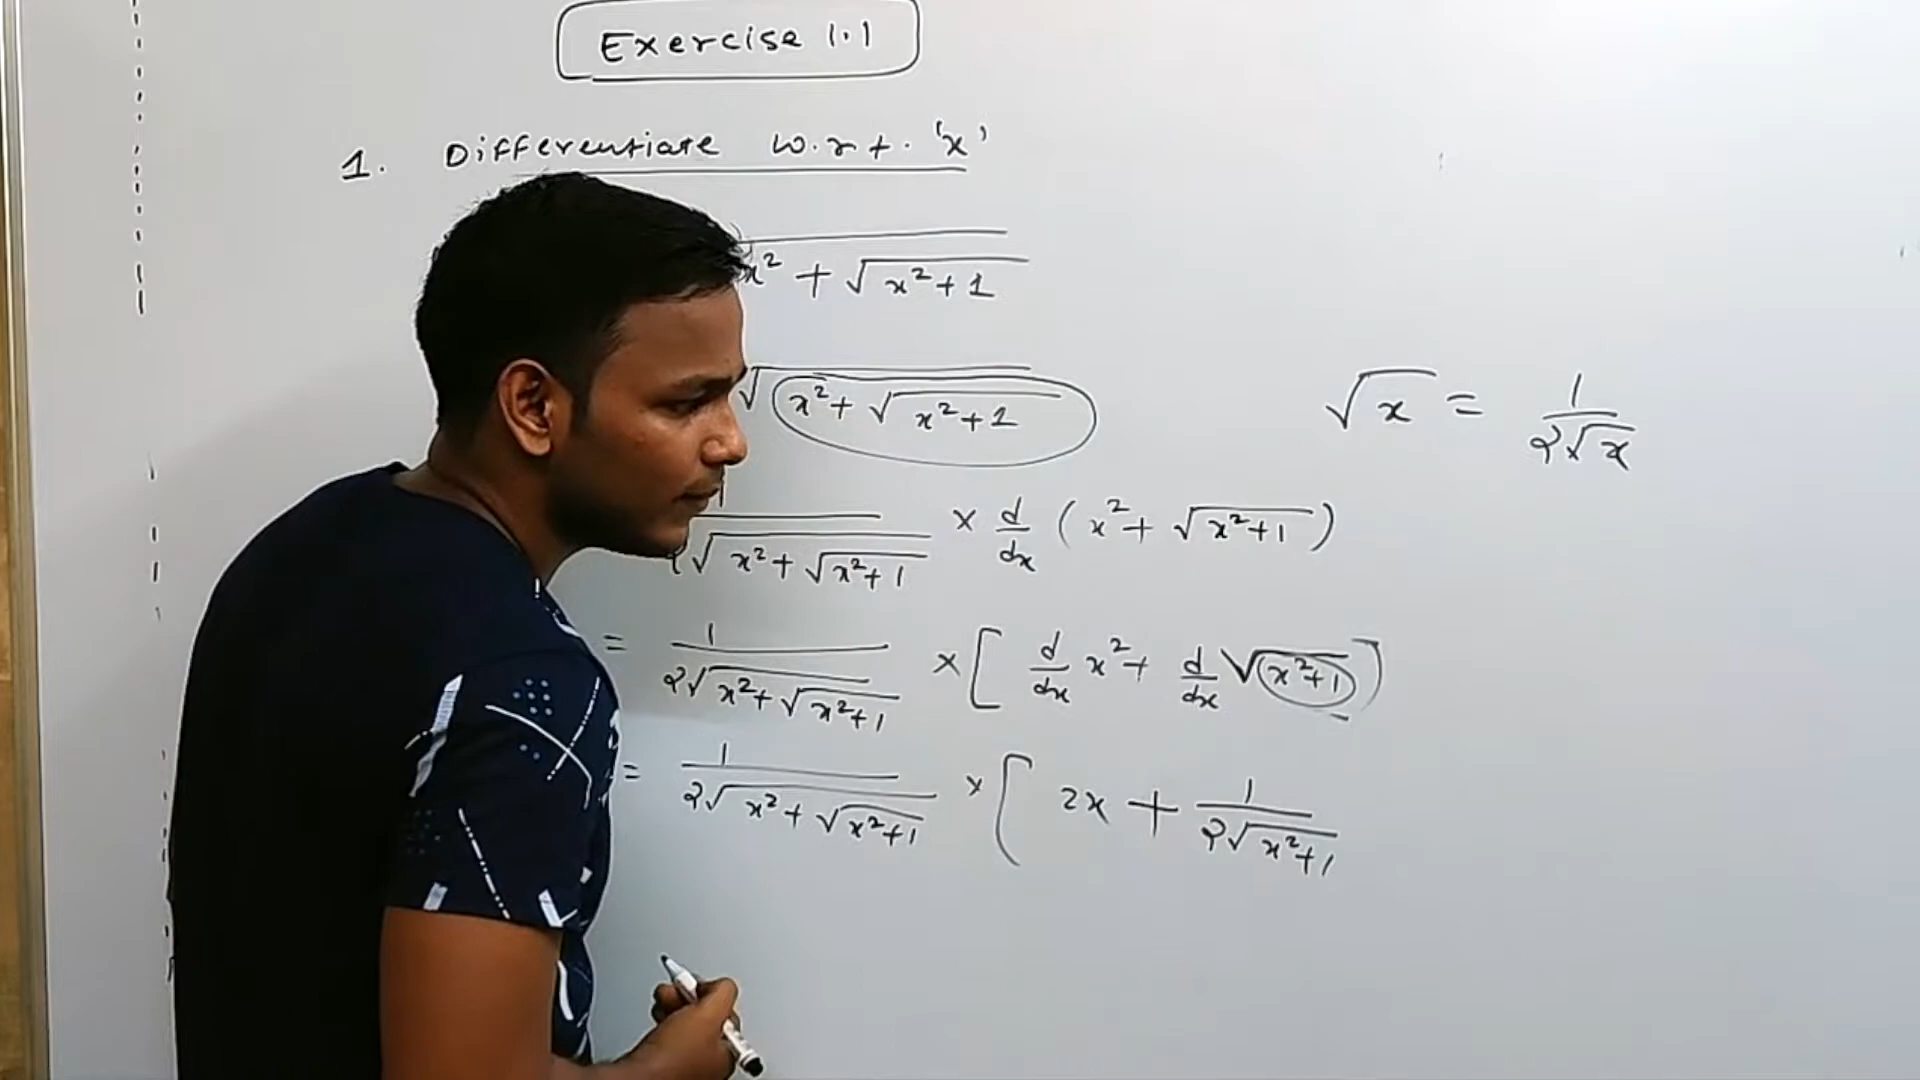 Exercise 1.1
1. Differentiate w.r.t. 'x'
x² + √(x²+1)
√(x² + √(x²+1))
√x = 1/(2√x)
1/(2√(x² + √(x²+1))) × d/dx (x² + √(x²+1))
= 1/(2√(x² + √(x²+1))) × [d/dx x² + d/dx √(x²+1)]
= 1/(2√(x² + √(x²+1))) × [2x + 1/(2√(x²+1))